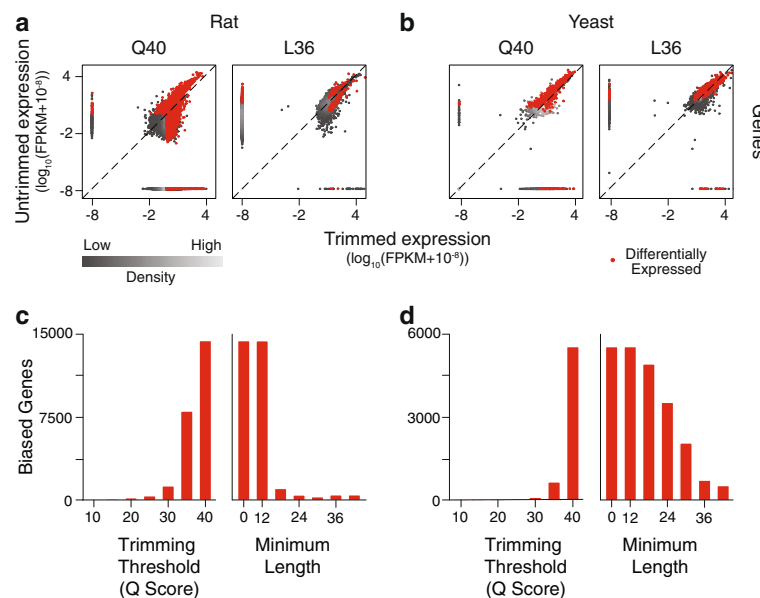 a
Rat
b
Yeast
Q40
L36
Q40
L36
Untrimmed expression
(log10(FPKM+10-8))
4
-2
-8
-8
-2
4
-8
-2
4
Genes
Trimmed expression
(log10(FPKM+10-8))
Low
High
Density
Differentially
Expressed
c
d
Biased Genes
15000
7500
0
10
20
30
40
0
12
24
36
Trimming
Threshold
(Q Score)
Minimum
Length
6000
3000
0
10
20
30
40
0
12
24
36
Trimming
Threshold
(Q Score)
Minimum
Length